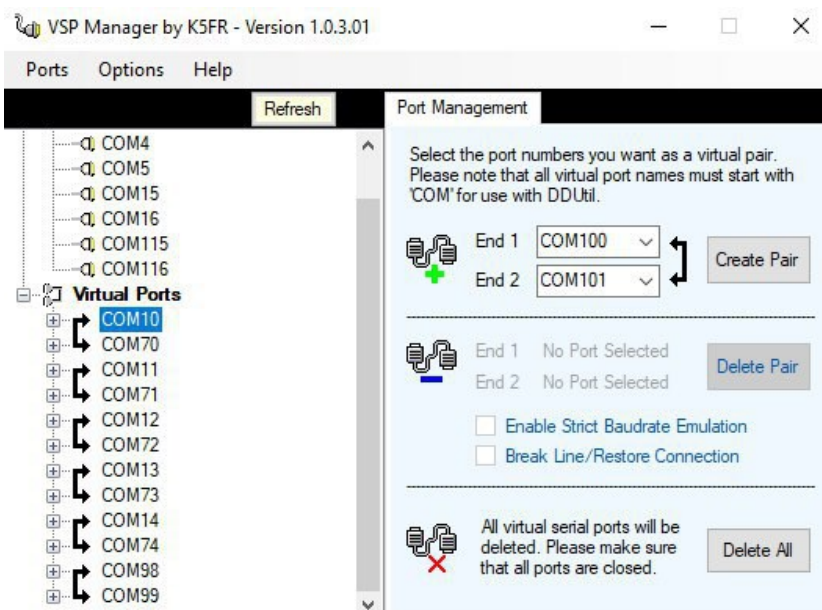 VSP Manager by K5FR - Version 1.0.3.01
Ports Options Help
Refresh
COM4
COM5
COM15
COM16
COM115
COM116
Virtual Ports
COM10
COM70
COM11
COM71
COM12
COM72
COM13
COM73
COM14
COM74
COM98
COM99
Port Management
Select the port numbers you want as a virtual pair.
Please note that all virtual port names must start with
'COM' for use with DDUtil.
End 1 COM100
End 2 COM101
Create Pair
End 1 No Port Selected
End 2 No Port Selected
Delete Pair
Enable Strict Baudrate Emulation
Break Line/Restore Connection
All virtual serial ports will be
deleted. Please make sure
that all ports are closed.
Delete All